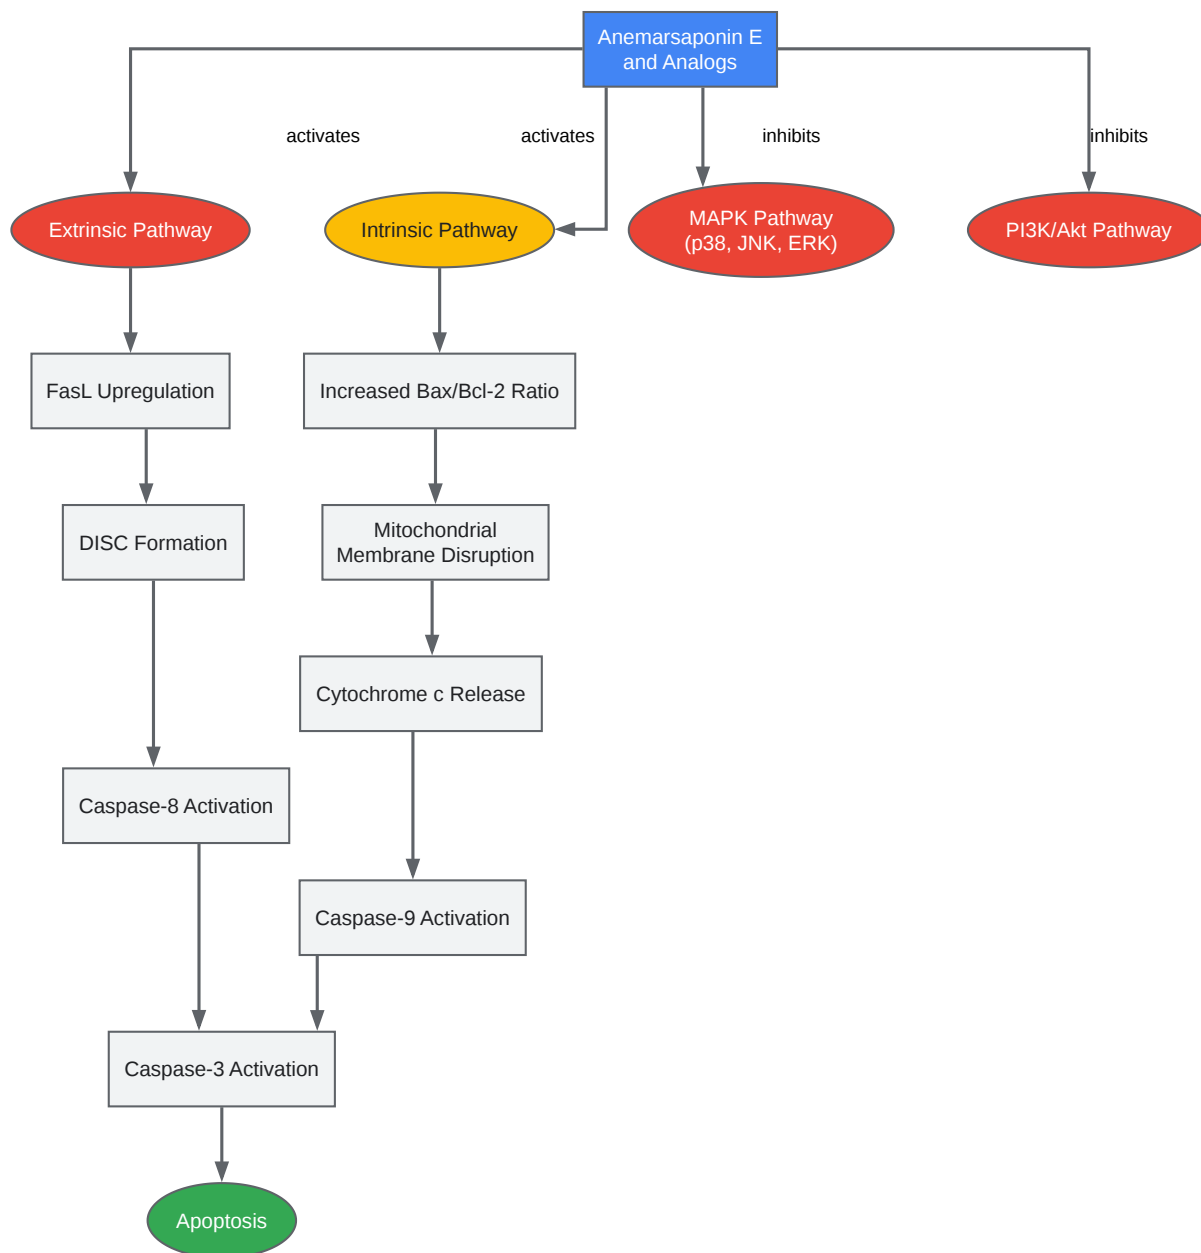 Anemarsaponin E
and Analogs
activates
activates
inhibits
inhibits
Extrinsic Pathway
Intrinsic Pathway
MAPK Pathway
(p38, JNK, ERK)
PI3K/Akt Pathway
FasL Upregulation
Increased Bax/Bcl-2 Ratio
DISC Formation
Mitochondrial
Membrane Disruption
Cytochrome c Release
Caspase-8 Activation
Caspase-9 Activation
Caspase-3 Activation
Apoptosis